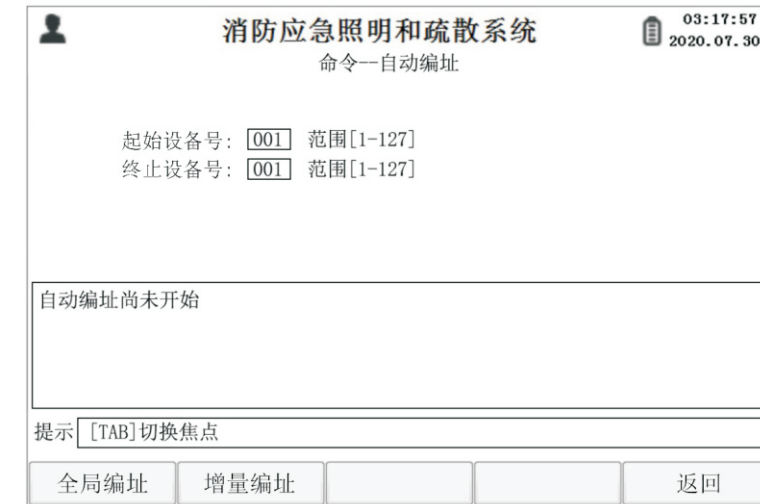 消防应急照明和疏散系统
03:17:57
2020.07.30
命令--自动编址
起始设备号: 001 范围[1-127]
终止设备号: 001 范围[1-127]
自动编址尚未开始
提示 [TAB]切换焦点
全局编址 增量编址 返回